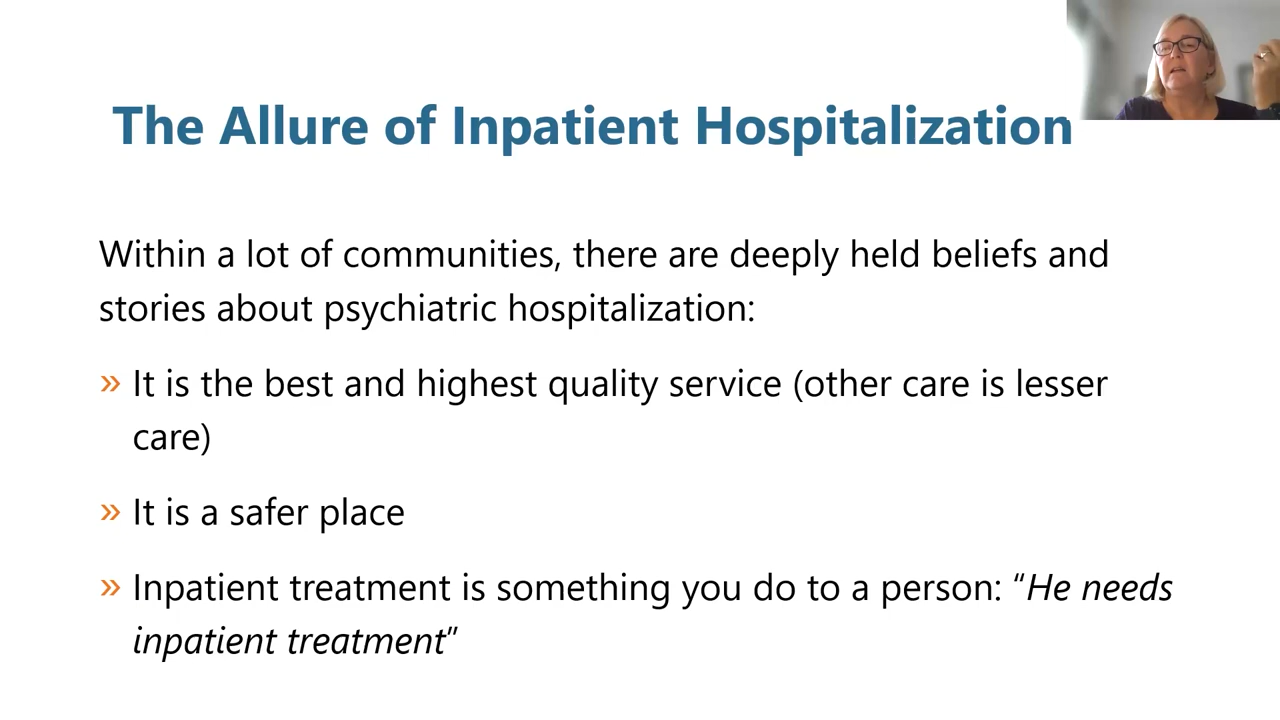 The Allure of Inpatient Hospitalization
Within a lot of communities, there are deeply held beliefs and
stories about psychiatric hospitalization:
» It is the best and highest quality service (other care is lesser
care)
» It is a safer place
» Inpatient treatment is something you do to a person: “He needs
inpatient treatment”